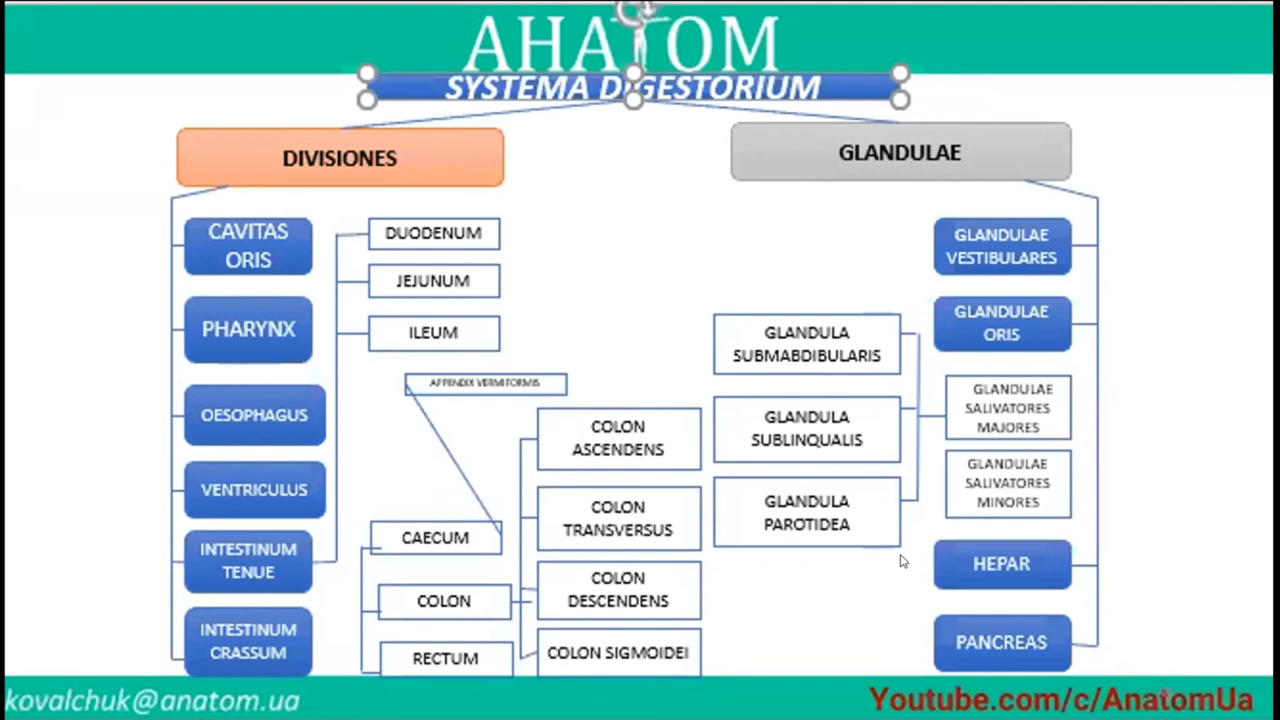 АНАТОМ
SYSTEMA DIGESTORIUM
DIVISIONES
GLANDULAE
CAVITAS
ORIS
PHARYNX
OESOPHAGUS
VENTRICULUS
INTESTINUM
TENUE
INTESTINUM
CRASSUM
DUODENUM
JEJUNUM
ILEUM
APPENDIX VERMIFORMIS
CAECUM
COLON
RECTUM
COLON
ASCENDENS
COLON
TRANSVERSUS
COLON
DESCENDENS
COLON SIGMOIDEI
GLANDULA
SUBMABDIBULARIS
GLANDULA
SUBLINQUALIS
GLANDULA
PAROTIDEA
GLANDULAE
VESTIBULARES
GLANDULAE
ORIS
GLANDULAE
SALIVATORES
MAJORES
GLANDULAE
SALIVATORES
MINORES
HEPAR
PANCREAS
kovalchuk@anatom.ua
Youtube.com/c/AnatomUa